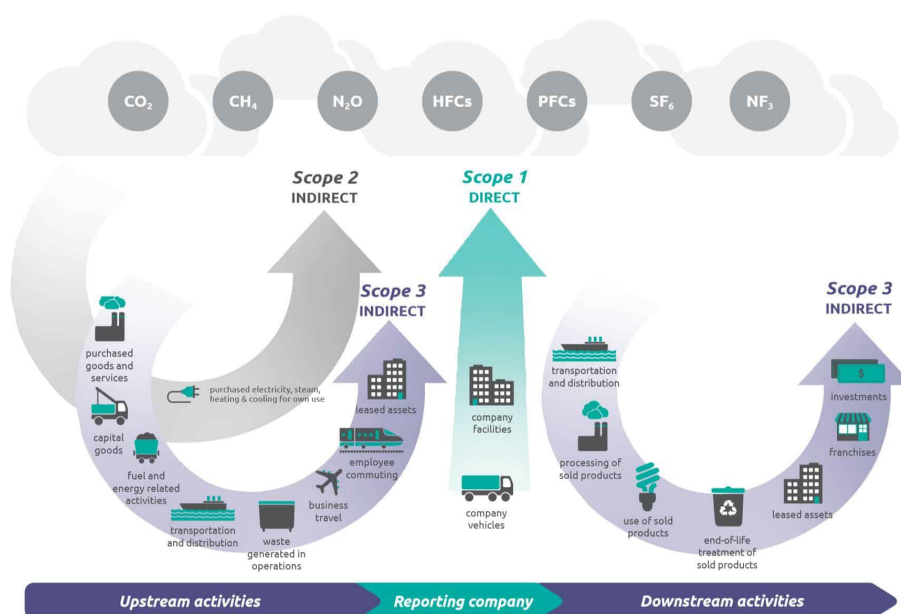 CO₂
CH₄
N₂O
HFCs
PFCs
SF₆
NF₃
Scope 2
INDIRECT
Scope 1
DIRECT
Scope 3
INDIRECT
Scope 3
INDIRECT
purchased
goods and
services
capital
goods
fuel and
energy related
activities
purchased electricity, steam,
heating & cooling for own use
transportation
and distribution
waste
generated in
operations
business
travel
employee
commuting
leased assets
company
facilities
company
vehicles
transportation
and distribution
processing of
sold products
use of sold
products
end-of-life
treatment of
sold products
leased assets
franchises
$
investments
Upstream activities
Reporting company
Downstream activities